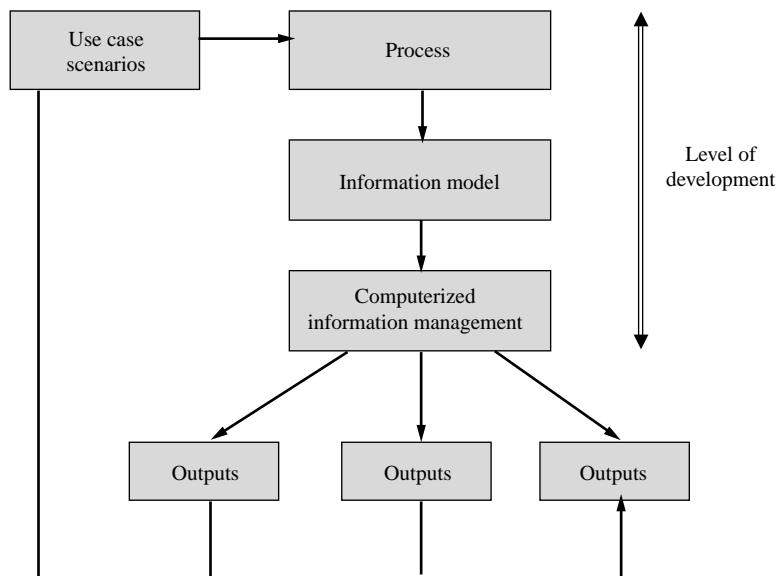 Use case
scenarios
Process
Information model
Level of
development
Computerized
information management
Outputs
Outputs
Outputs